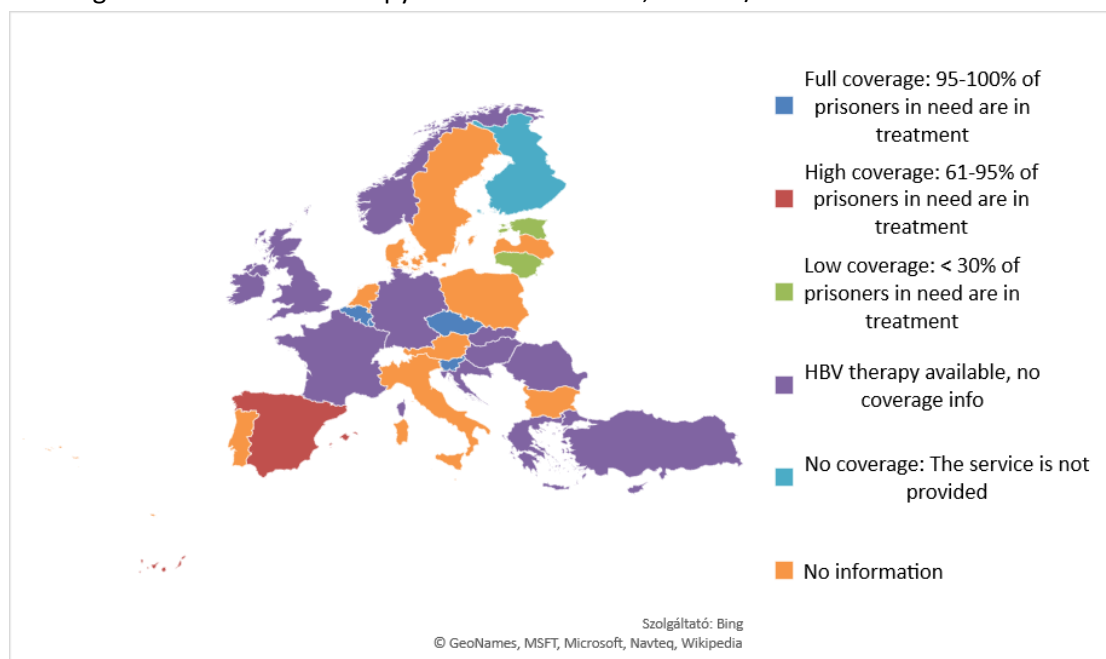 Full coverage: 95-100% of
prisoners in need are in
treatment
High coverage: 61-95% of
prisoners in need are in
treatment
Low coverage: < 30% of
prisoners in need are in
treatment
HBV therapy available, no
coverage info
No coverage: The service is not
provided
No information
Szolgáltató: Bing
© GeoNames, MSFT, Microsoft, Navteq, Wikipedia